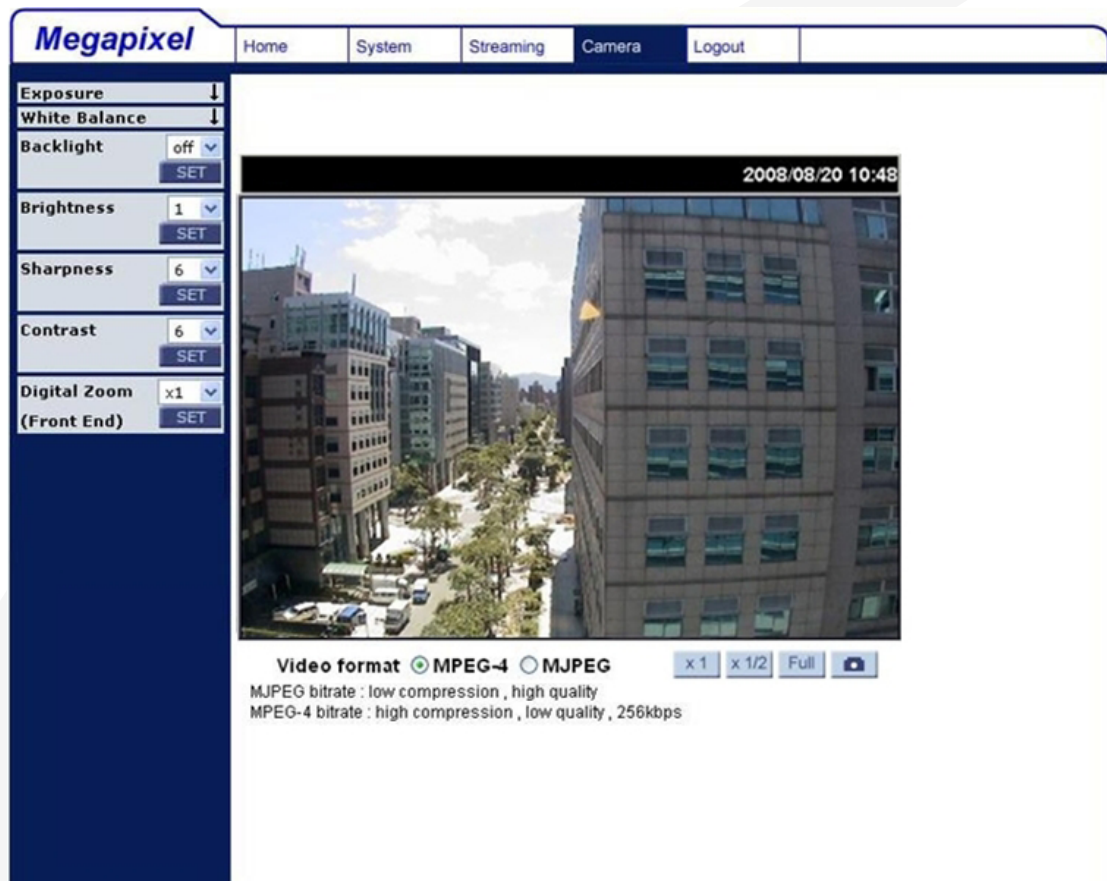 Megapixel
Home System Streaming Camera Logout
Exposure ↓
White Balance ↓
Backlight off
SET
Brightness 1
SET
Sharpness 6
SET
Contrast 6
SET
Digital Zoom x1
(Front End) SET
2008/08/20 10:48
Video format MPEG-4 MJPEG x 1 x 1/2 Full
MJPEG bitrate : low compression , high quality
MPEG-4 bitrate : high compression , low quality , 256kbps